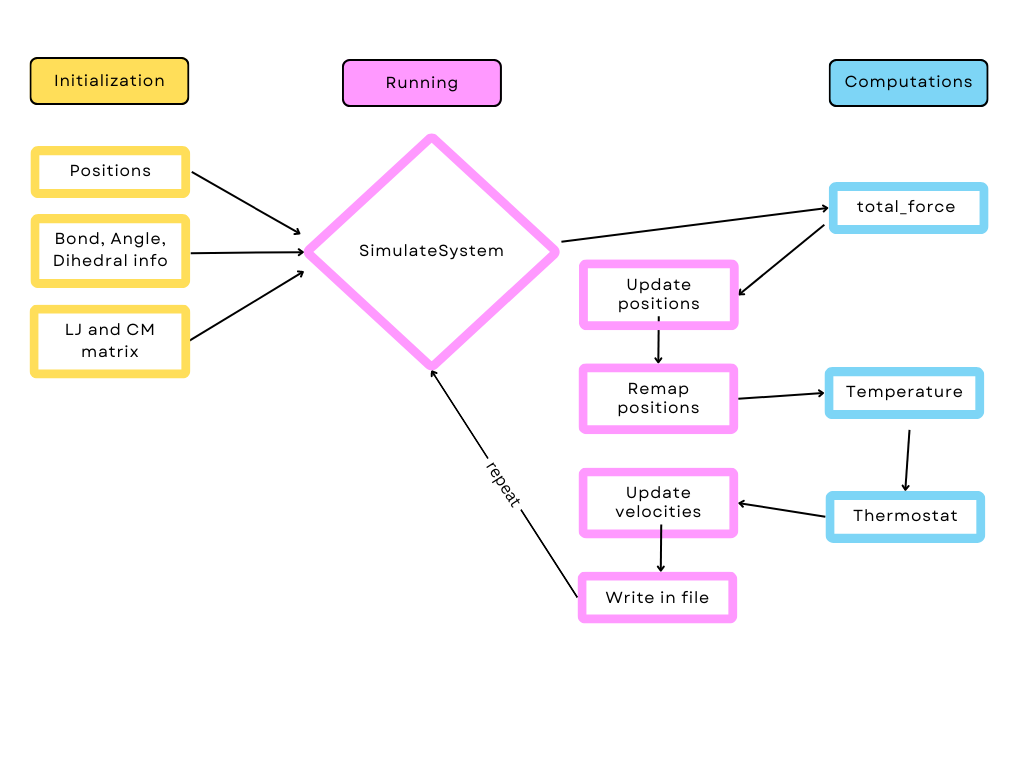 Initialization
Running
Computations
Positions
Bond, Angle,
Dihedral info
LJ and CM
matrix
SimulateSystem
total_force
Update
positions
Remap
positions
Temperature
Thermostat
Update
velocities
Write in file
repeat